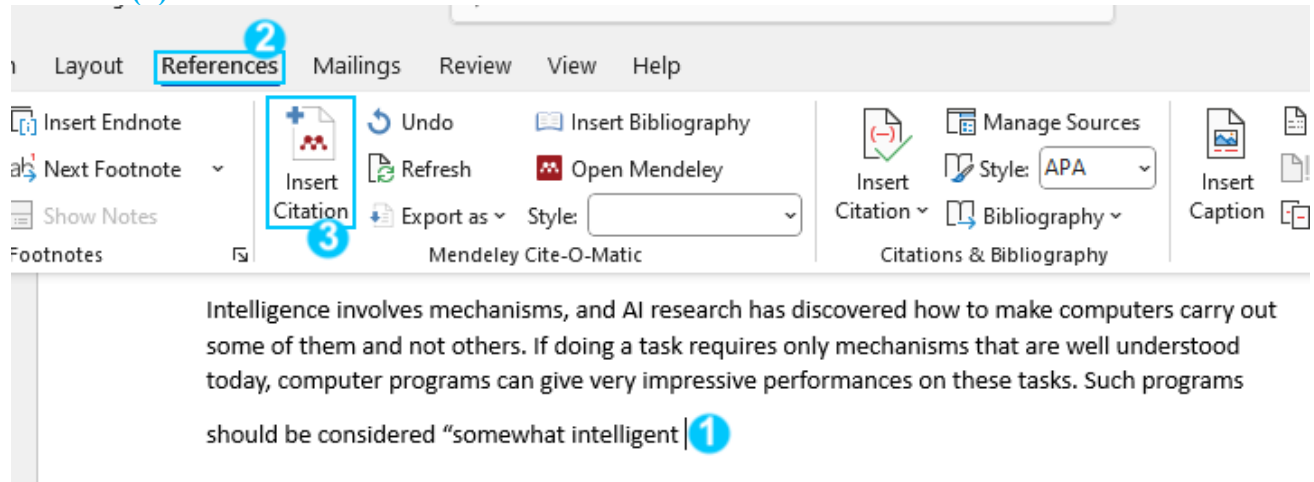 2
Layout References Mailings Review View Help
Insert Endnote
Next Footnote
Show Notes
Footnotes
Insert
Citation
3
Undo
Refresh
Export as
Insert Bibliography
Open Mendeley
Style:
Mendeley Cite-O-Matic
Insert
Citation
Manage Sources
Style: APA
Bibliography
Citations & Bibliography
Insert
Caption
Intelligence involves mechanisms, and AI research has discovered how to make computers carry out
some of them and not others. If doing a task requires only mechanisms that are well understood
today, computer programs can give very impressive performances on these tasks. Such programs
should be considered “somewhat intelligent 1